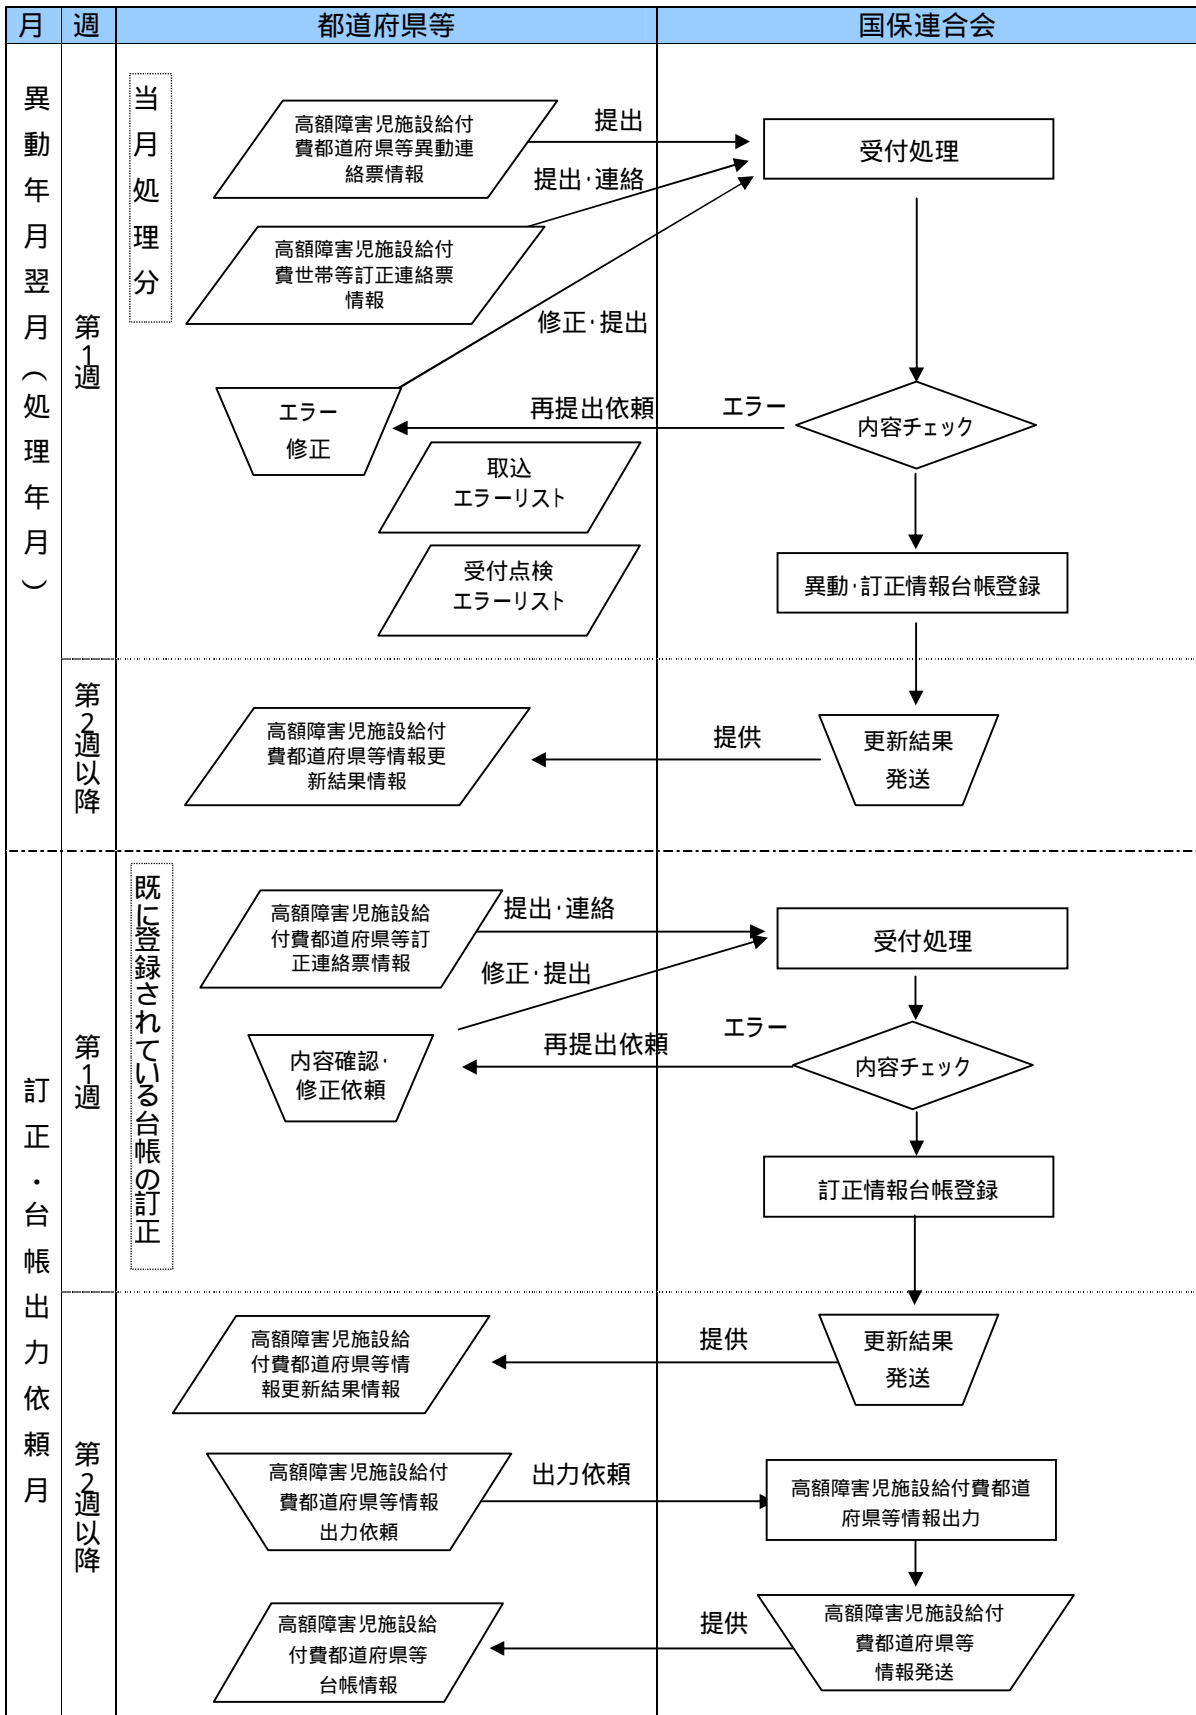 月
週
都道府県等
国保連合会
異動年月翌月（処理年月）
第1週
当月処理分
高額障害児施設給付
費都道府県等異動連
絡票情報
提出
受付処理
提出・連絡
高額障害児施設給付
費世帯等訂正連絡票
情報
修正・提出
エラー
修正
再提出依頼
エラー
内容チェック
取込
エラーリスト
受付点検
エラーリスト
異動・訂正情報台帳登録
第2週以降
高額障害児施設給付
費都道府県等情報更
新結果情報
提供
更新結果
発送
訂正・台帳出力依頼月
第1週
既に登録されている台帳の訂正
高額障害児施設給
付費都道府県等訂
正連絡票情報
提出・連絡
受付処理
修正・提出
内容確認・
修正依頼
再提出依頼
エラー
内容チェック
訂正情報台帳登録
第2週以降
高額障害児施設給
付費都道府県等情
報更新結果情報
提供
更新結果
発送
高額障害児施設給付
費都道府県等情報
出力依頼
出力依頼
高額障害児施設給付費都道
府県等情報出力
高額障害児施設給
付費都道府県等
台帳情報
提供
高額障害児施設給付
費都道府県等
情報発送